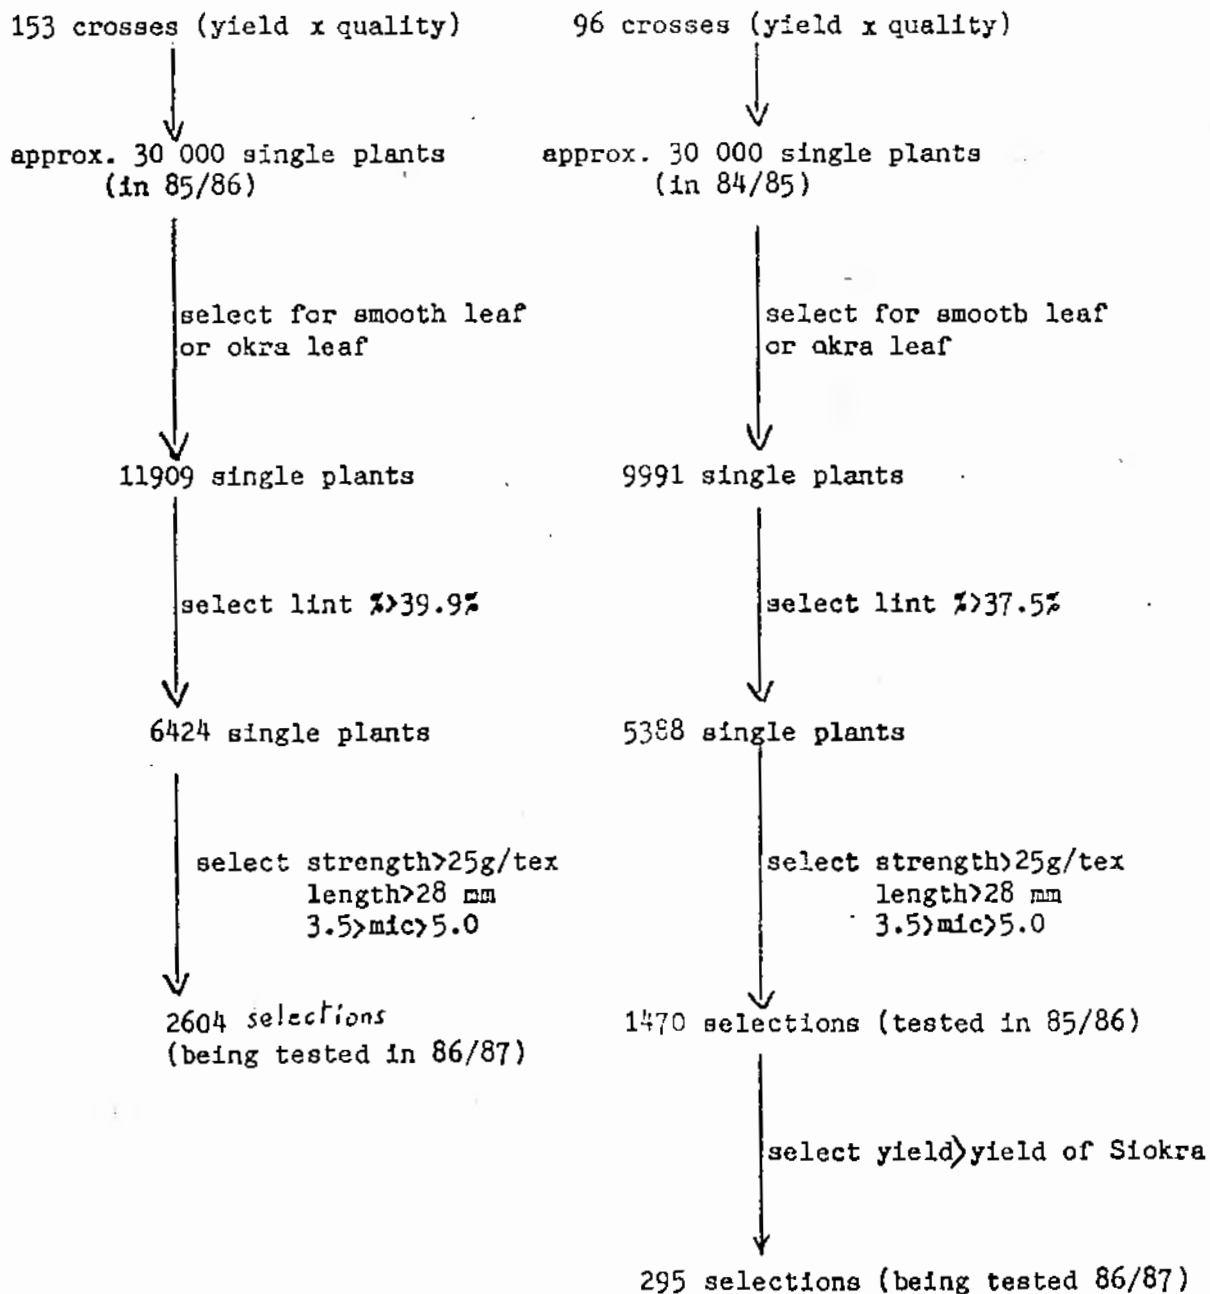 153 crosses (yield x quality)
approx. 30 000 single plants
(in 85/86)
select for smooth leaf
or okra leaf
11909 single plants
select lint %>39.9%
6424 single plants
select strength>25g/tex
length>28 mm
3.5>mic>5.0
2604 selections
(being tested in 86/87)
96 crosses (yield x quality)
approx. 30 000 single plants
(in 84/85)
select for smooth leaf
or okra leaf
9991 single plants
select lint %>37.5%
5388 single plants
select strength>25g/tex
length>28 mm
3.5>mic>5.0
1470 selections (tested in 85/86)
select yield>yield of Siokra
295 selections (being tested 86/87)